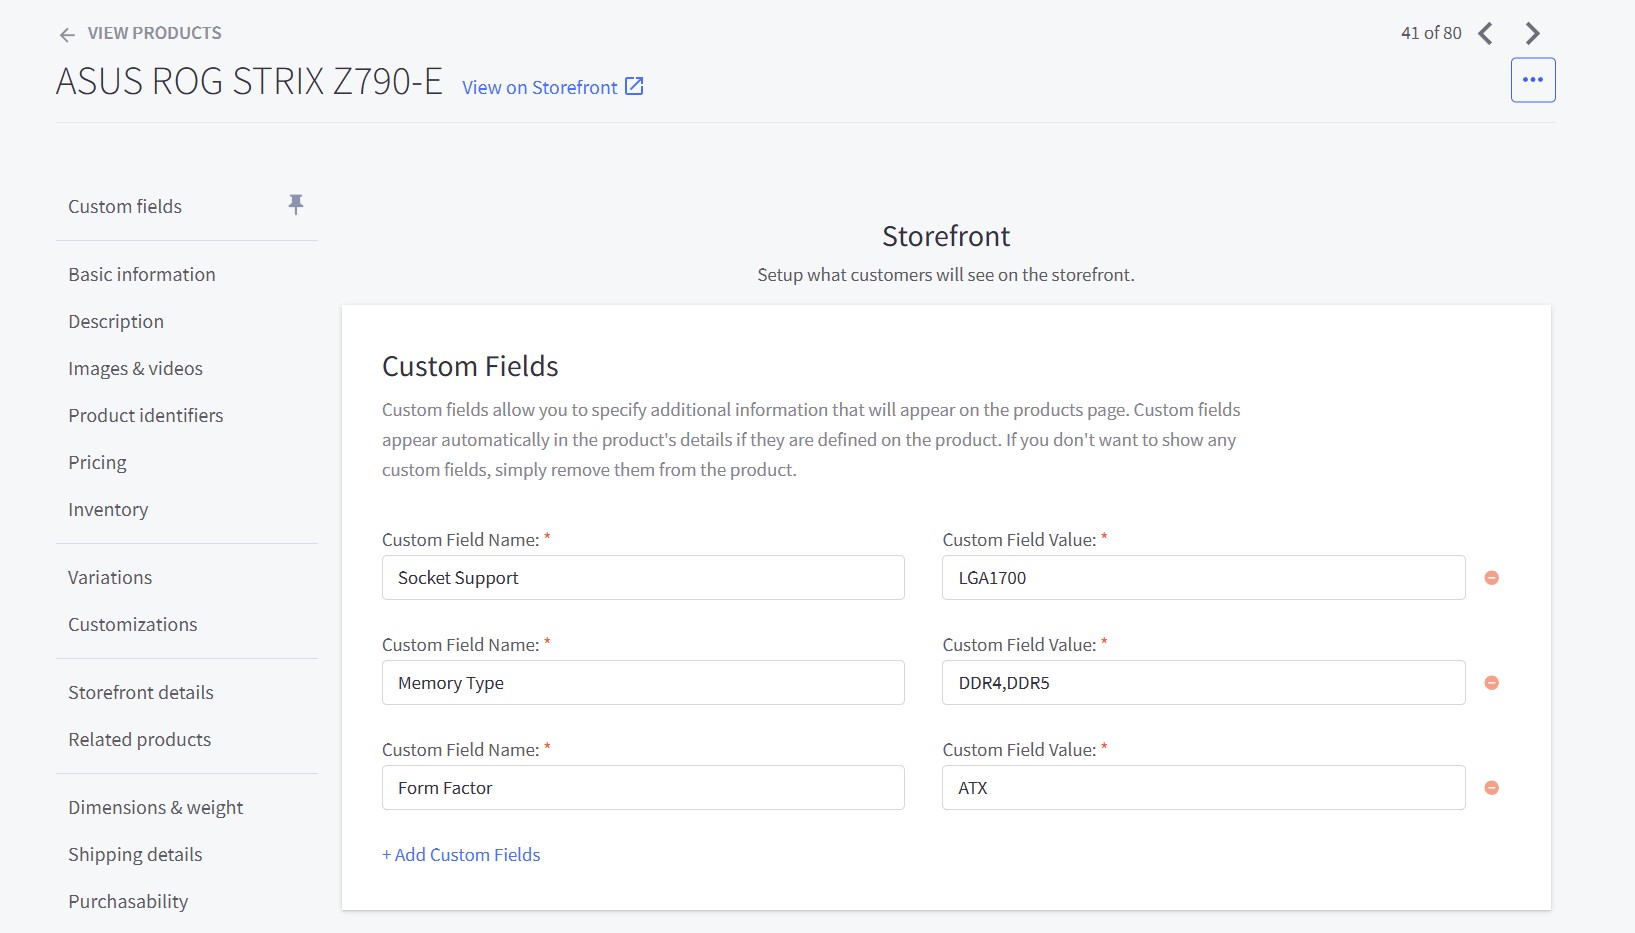 VIEW PRODUCTS
41 of 80
ASUS ROG STRIX Z790-E
View on Storefront
Custom fields
Basic information
Description
Images & videos
Product identifiers
Pricing
Inventory
Variations
Customizations
Storefront details
Related products
Dimensions & weight
Shipping details
Purchasability
Storefront
Setup what customers will see on the storefront.
Custom Fields
Custom fields allow you to specify additional information that will appear on the products page. Custom fields
appear automatically in the product's details if they are defined on the product. If you don't want to show any
custom fields, simply remove them from the product.
Custom Field Name: *
Custom Field Value: *
Socket Support
LGA1700
Custom Field Name: *
Custom Field Value: *
Memory Type
DDR4,DDR5
Custom Field Name: *
Custom Field Value: *
Form Factor
ATX
+ Add Custom Fields